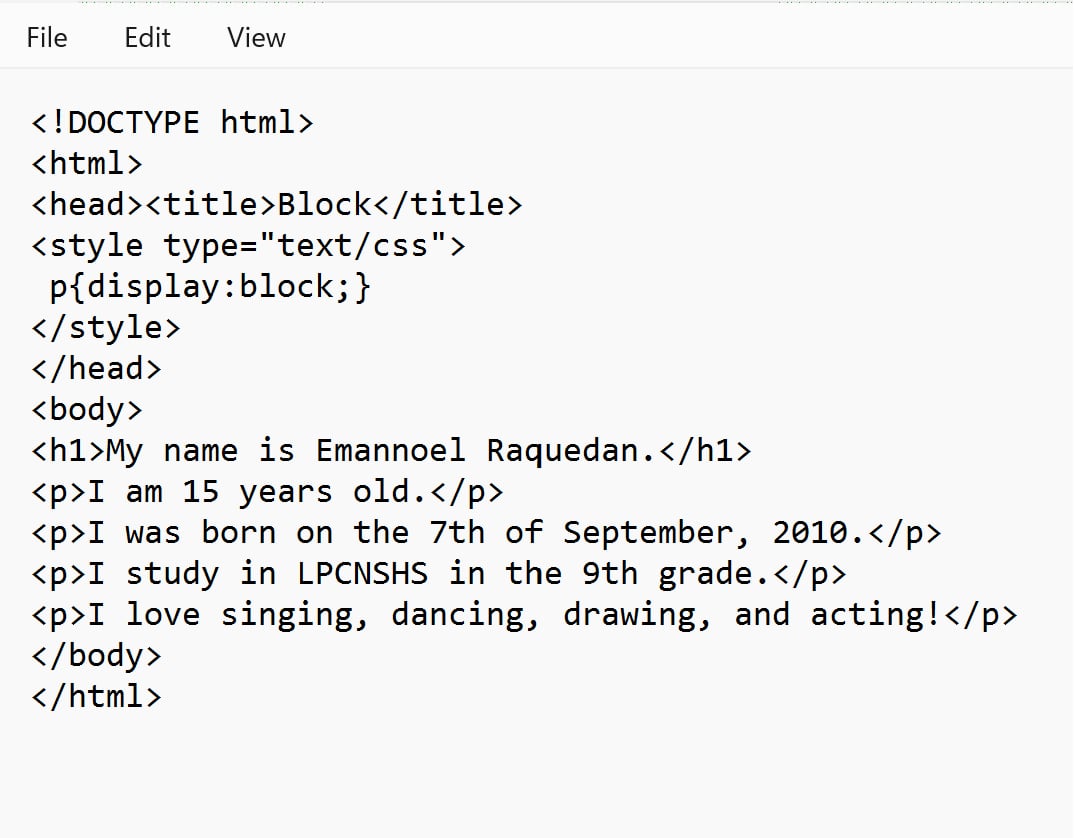 File Edit View
<!DOCTYPE html>
<html>
<head><title>Block</title>
<style type="text/css">
 p{display:block;}
</style>
</head>
<body>
<h1>My name is Emannoel Raquedan.</h1>
<p>I am 15 years old.</p>
<p>I was born on the 7th of September, 2010.</p>
<p>I study in LPCNSHS in the 9th grade.</p>
<p>I love singing, dancing, drawing, and acting!</p>
</body>
</html>